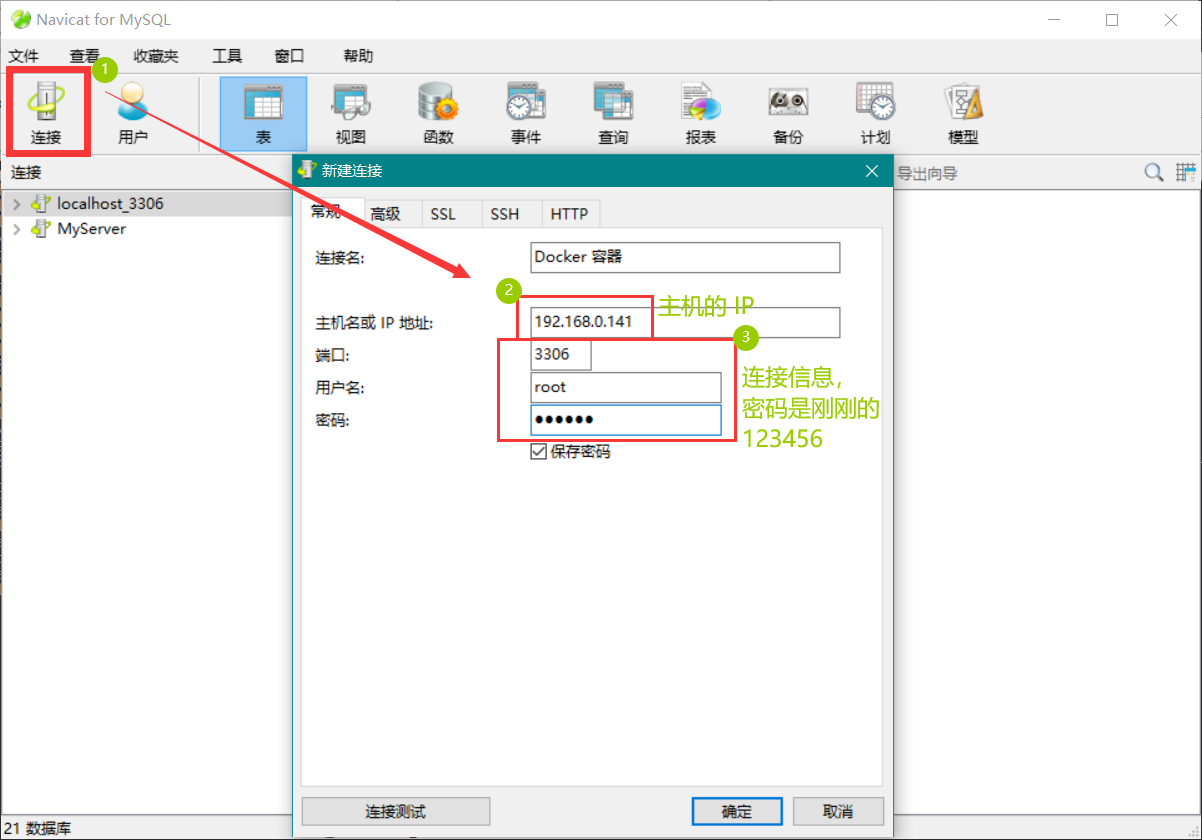 Navicat for MySQL
文件 查看 收藏夹 工具 窗口 帮助
1
连接 用户 表 视图 函数 事件 查询 报表 备份 计划 模型
连接
导出向导
localhost_3306
MyServer
新建连接
常规 高级 SSL SSH HTTP
连接名: Docker 容器
2
主机的 IP
主机名或 IP 地址: 192.168.0.141
3
端口: 3306
用户名: root
密码: ●●●●●●
保存密码
连接信息,
密码是刚刚的
123456
连接测试 确定 取消
21 数据库